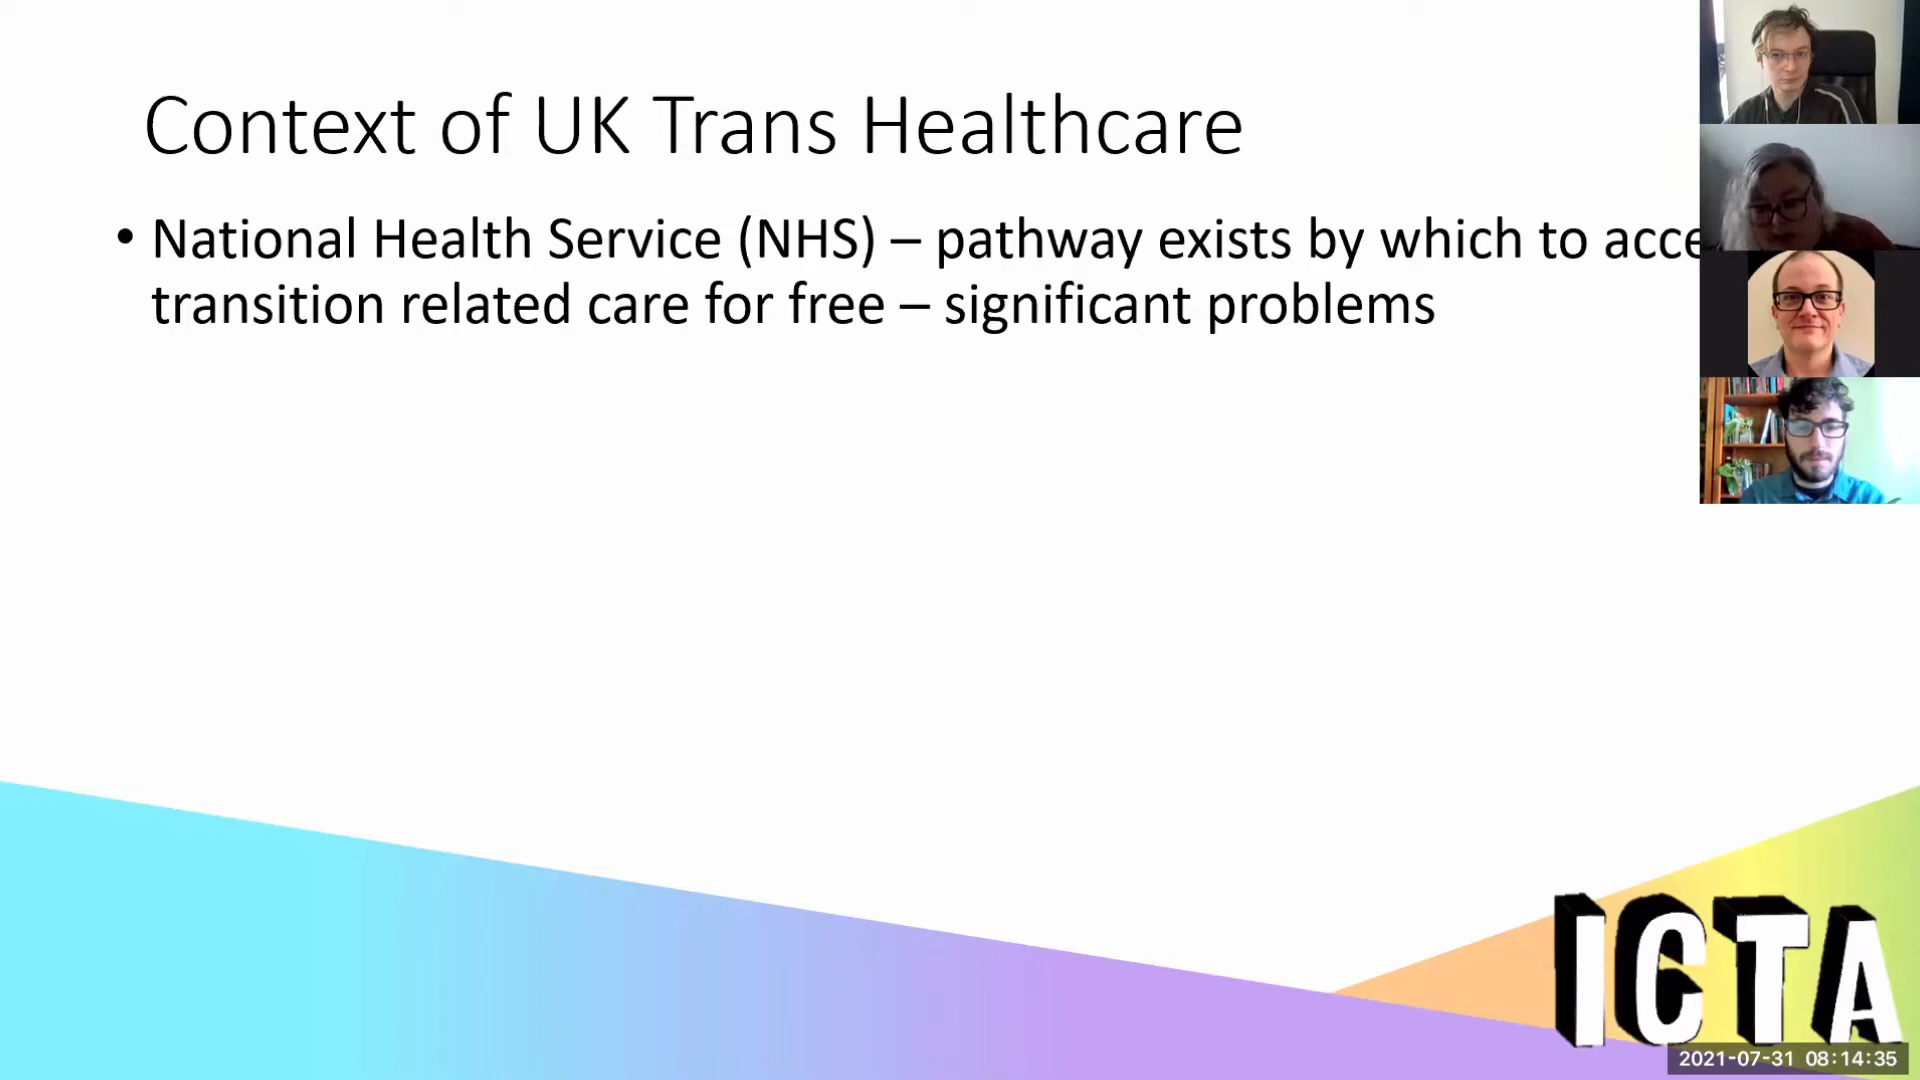 Context of UK Trans Healthcare
• National Health Service (NHS) – pathway exists by which to acce
transition related care for free – significant problems
ICTA
2021-07-31 08:14:35